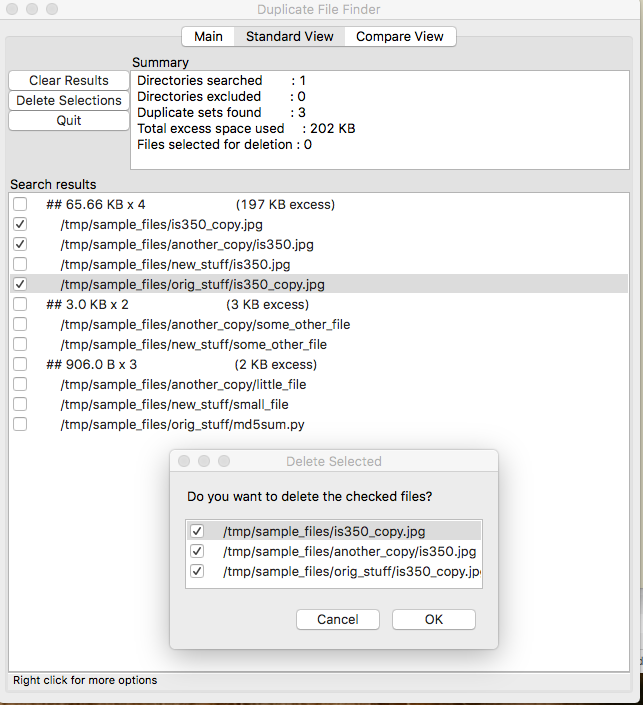 Duplicate File Finder
Main Standard View Compare View
Summary
Clear Results
Delete Selections
Quit
Directories searched : 1
Directories excluded : 0
Duplicate sets found : 3
Total excess space used : 202 KB
Files selected for deletion : 0
Search results
## 65.66 KB x 4 (197 KB excess)
/tmp/sample_files/is350_copy.jpg
/tmp/sample_files/another_copy/is350.jpg
/tmp/sample_files/new_stuff/is350.jpg
/tmp/sample_files/orig_stuff/is350_copy.jpg
## 3.0 KB x 2 (3 KB excess)
/tmp/sample_files/another_copy/some_other_file
/tmp/sample_files/new_stuff/some_other_file
## 906.0 B x 3 (2 KB excess)
/tmp/sample_files/another_copy/little_file
/tmp/sample_files/new_stuff/small_file
/tmp/sample_files/orig_stuff/md5sum.py
Delete Selected
Do you want to delete the checked files?
/tmp/sample_files/is350_copy.jpg
/tmp/sample_files/another_copy/is350.jpg
/tmp/sample_files/orig_stuff/is350_copy.jp
Cancel OK
Right click for more options